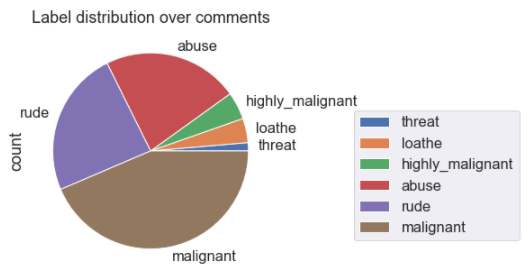 Label distribution over comments
abuse
highly_malignant
rude
loathe
threat
count
malignant
threat
loathe
highly_malignant
abuse
rude
malignant